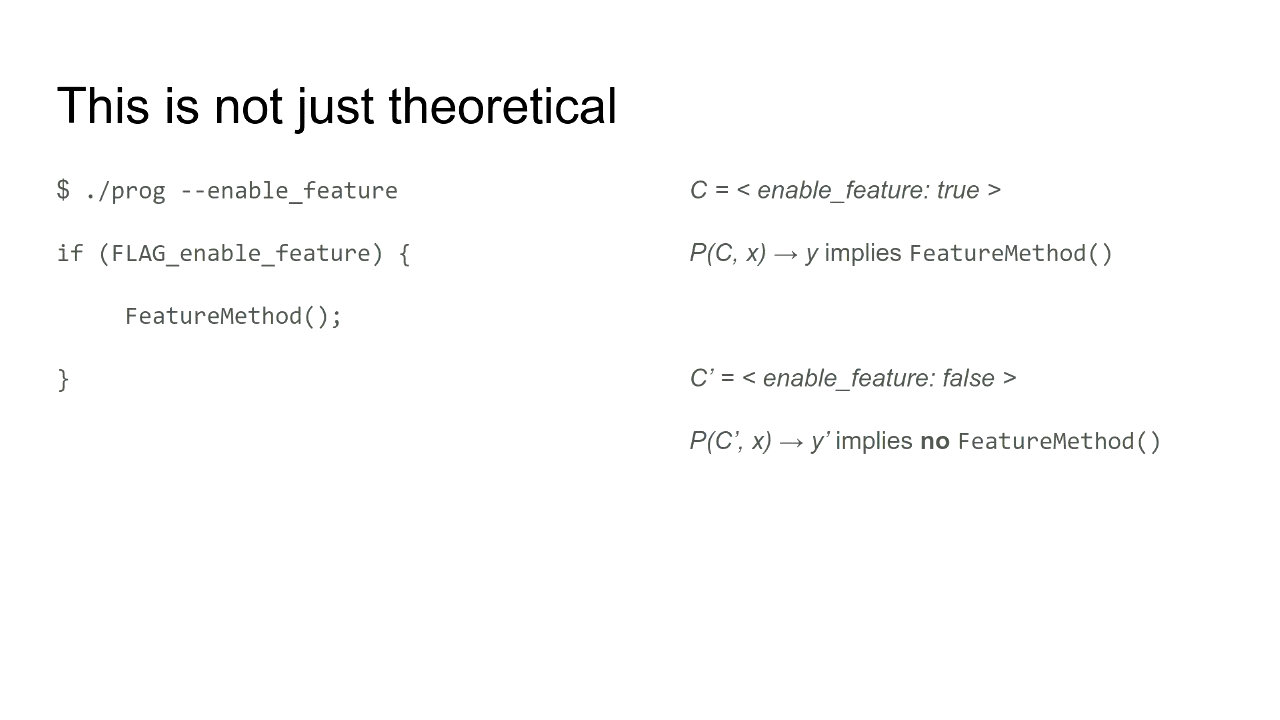 This is not just theoretical
$ ./prog --enable_feature
if (FLAG_enable_feature) {
FeatureMethod();
}
C = < enable_feature: true >
P(C, x) → y implies FeatureMethod()
C’ = < enable_feature: false >
P(C’, x) → y’ implies no FeatureMethod()